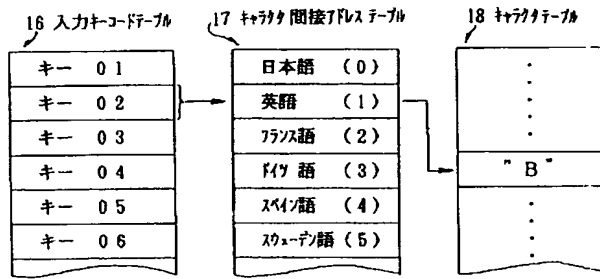 16 入力キーコードテーブル
キー 01
キー 02
キー 03
キー 04
キー 05
キー 06
17 キャラクタ間接アドレステーブル
日本語 (0)
英語 (1)
フランス語 (2)
ドイツ語 (3)
スペイン語 (4)
スウェーデン語 (5)
18 キャラクタテーブル
"B"